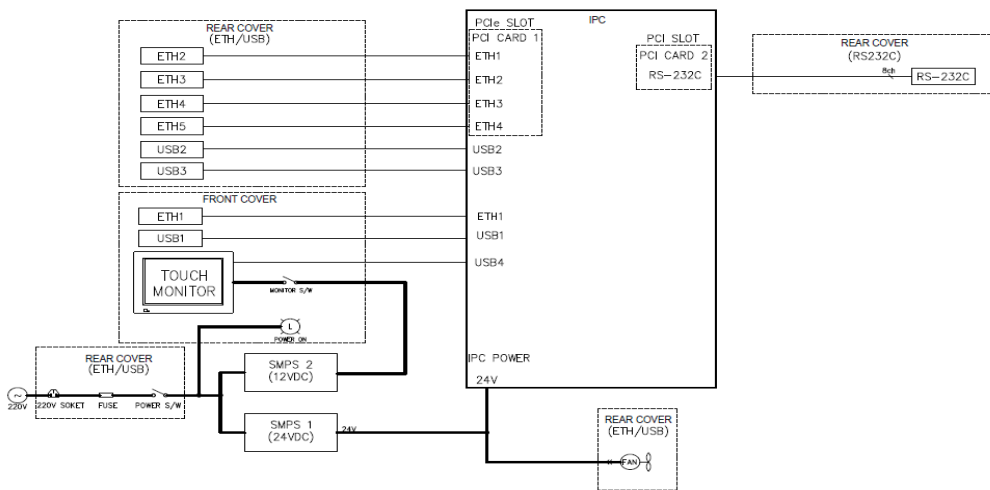 REAR COVER
(ETH/USB)
ETH2
ETH3
ETH4
ETH5
USB2
USB3
FRONT COVER
ETH1
USB1
TOUCH
MONITOR
MONITOR S/W
L
POWER ON
REAR COVER
(ETH/USB)
220V
220V SOKET
FUSE
POWER S/W
SMPS 2
(12VDC)
SMPS 1
(24VDC)
24V
IPC
PCIe SLOT
PCI CARD 1
ETH1
ETH2
ETH3
ETH4
USB2
USB3
ETH1
USB1
USB4
IPC POWER
24V
PCI SLOT
PCI CARD 2
RS-232C
REAR COVER
(RS232C)
8ch
RS-232C
REAR COVER
(ETH/USB)
FAN